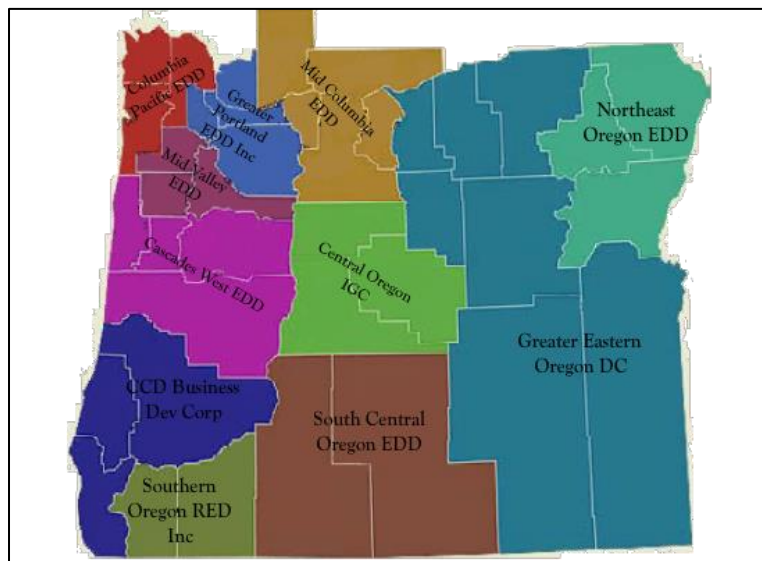 Columbia
Pacific EDD
Greater
Portland
EDD Inc
Mid Columbia
EDD
Northeast
Oregon EDD
Mid Valley
EDD
Cascades West EDD
Central Oregon
IGC
Greater Eastern
Oregon DC
CCD Business
Dev Corp
South Central
Oregon EDD
Southern
Oregon RED
Inc